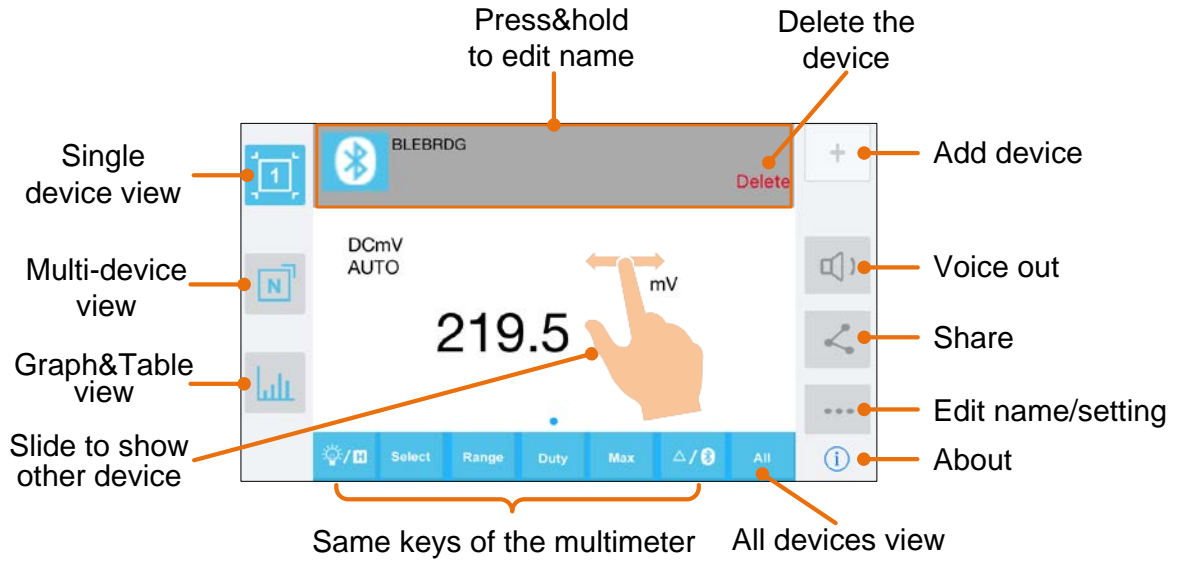 Press&hold
to edit name
Delete the
device
Single
device view
1
BLEBRDG
Delete
+
Add device
Multi-device
view
N
DCmV
AUTO
mV
219.5
Voice out
Share
Graph&Table
view
Edit name/setting
Slide to show
other device
/H
Select
Range
Duty
Max
△/
All
i
About
Same keys of the multimeter
All devices view